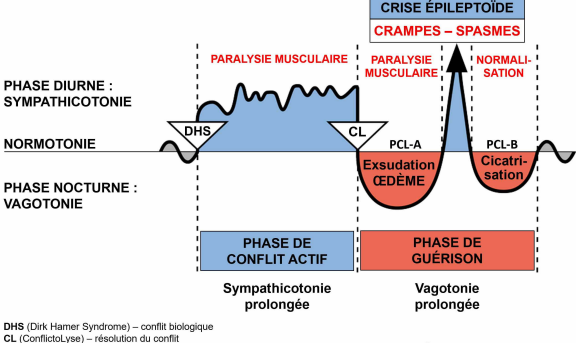 CRISE ÉPILEPTOÏDE
CRAMPES – SPASMES
PARALYSIE MUSCULAIRE
PARALYSIE
MUSCULAIRE
NORMALI-
SATION
PHASE DIURNE :
SYMPATHICOTONIE
DHS
CL
NORMOTONIE
PCL-A
PCL-B
Exsudation
ŒDÈME
Cicatri-
sation
PHASE NOCTURNE :
VAGOTONIE
PHASE DE
CONFLIT ACTIF
PHASE DE
GUÉRISON
Sympathicotonie
prolongée
Vagotonie
prolongée
DHS (Dirk Hamer Syndrome) – conflit biologique
CL (ConflictoLyse) – résolution du conflit